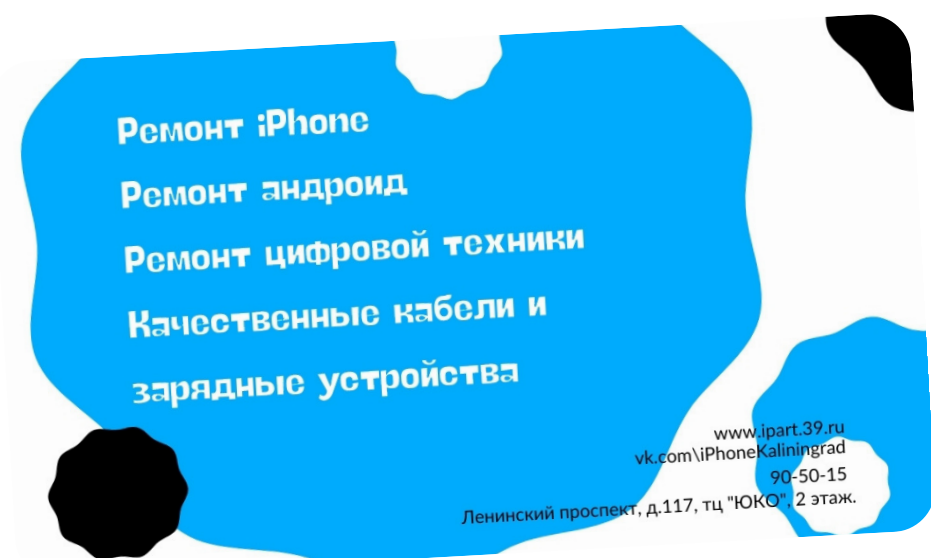 Ремонт iPhone
Ремонт андроид
Ремонт цифровой техники
Качественные кабели и
зарядные устройства
www.ipart.39.ru
vk.com\iPhoneKaliningrad
90-50-15
Ленинский проспект, д.117, тц "ЮКО", 2 этаж.